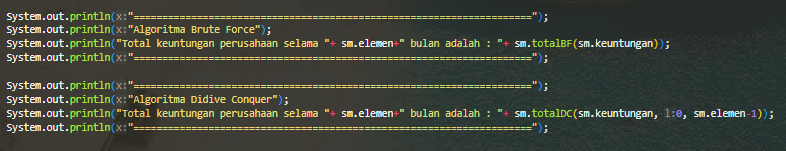 System.out.println(x:"====================================================================");
System.out.println(x:"Algoritma Brute Force");
System.out.println("Total keuntungan perusahaan selama "+ sm.elemen+" bulan adalah : "+ sm.totalBF(sm.keuntungan));
System.out.println(x:"====================================================================");
System.out.println(x:"====================================================================");
System.out.println(x:"Algoritma Didive Conquer");
System.out.println("Total keuntungan perusahaan selama "+ sm.elemen+" bulan adalah : "+ sm.totalDC(sm.keuntungan, l:0, sm.elemen-1));
System.out.println(x:"====================================================================");